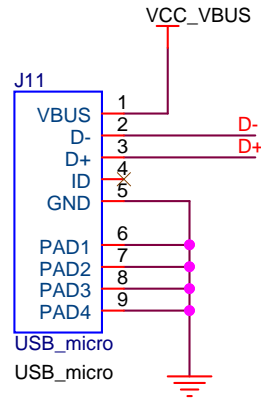 VCC_VBUS
J11
VBUS 1
D- 2 D-
D+ 3 D+
ID 4
GND 5
PAD1 6
PAD2 7
PAD3 8
PAD4 9
USB_micro
USB_micro